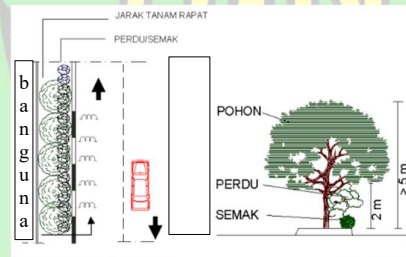 JARAK TANAM RAPAT
PERDU/SEMAK
b
a
n
g
u
n
a
POHON
PERDU
SEMAK
2 m
≥ 5 m